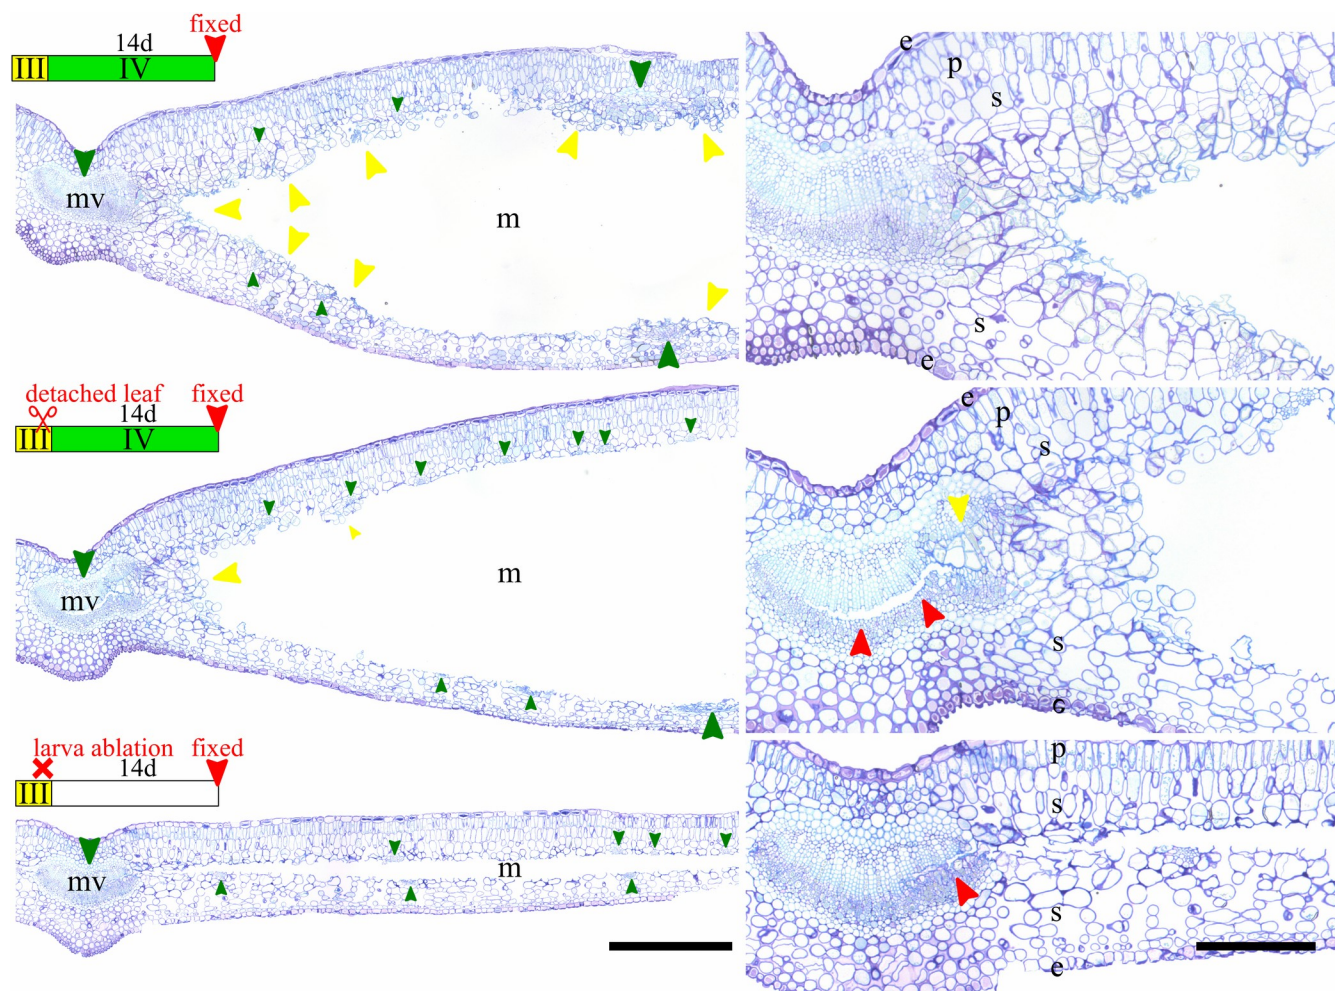 fixed
14d
III IV
mv
m
e
p
s
s
e
detached leaf fixed
14d
III IV
mv
m
e
p
s
s
e
larva ablation fixed
14d
III
mv
m
p
s
s
e